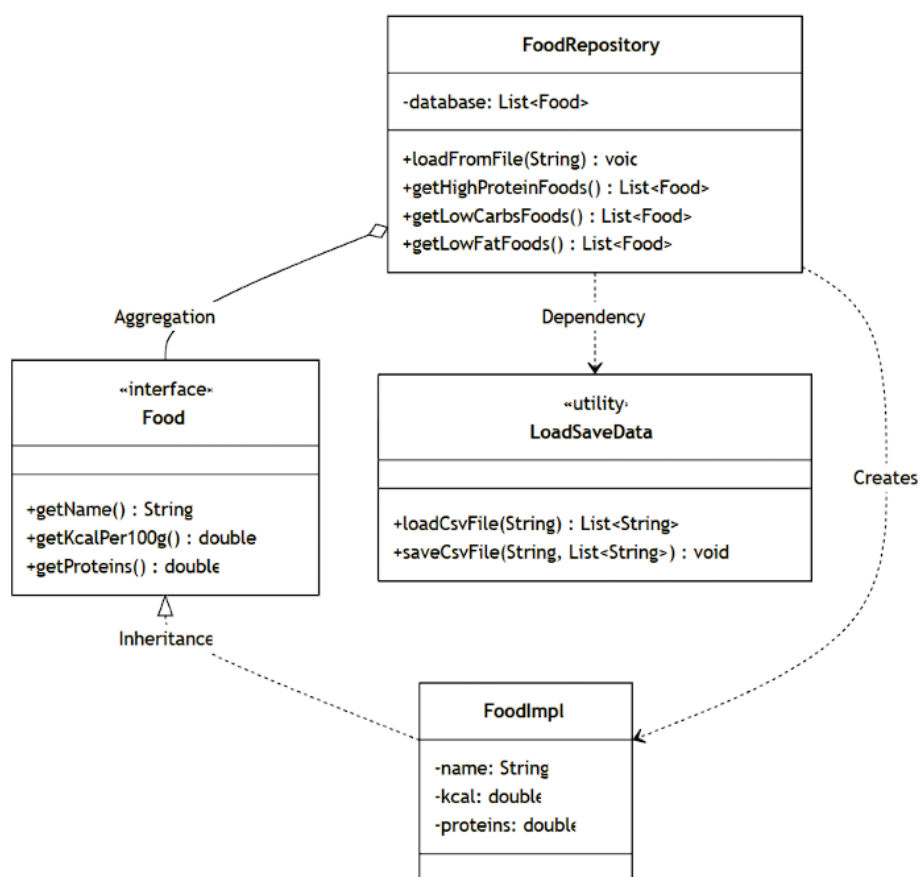 FoodRepository
-database: List<Food>
+loadFromFile(String) : voic
+getHighProteinFoods() : List<Food>
+getLowCarbsFoods() : List<Food>
+getLowFatFoods() : List<Food>
Aggregation
Dependency
«interface»
Food
+getName() : String
+getKcalPer100g() : double
+getProteins() : double
«utility»
LoadSaveData
+loadCsvFile(String) : List<String>
+saveCsvFile(String, List<String>) : void
Creates
Inheritance
FoodImpl
-name: String
-kcal: double
-proteins: double